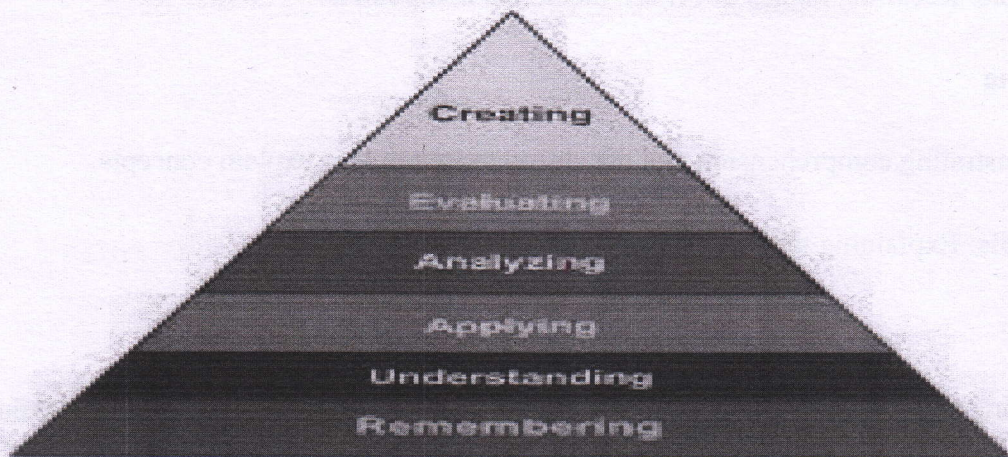 Creating
Evaluating
Analyzing
Applying
Understanding
Remembering